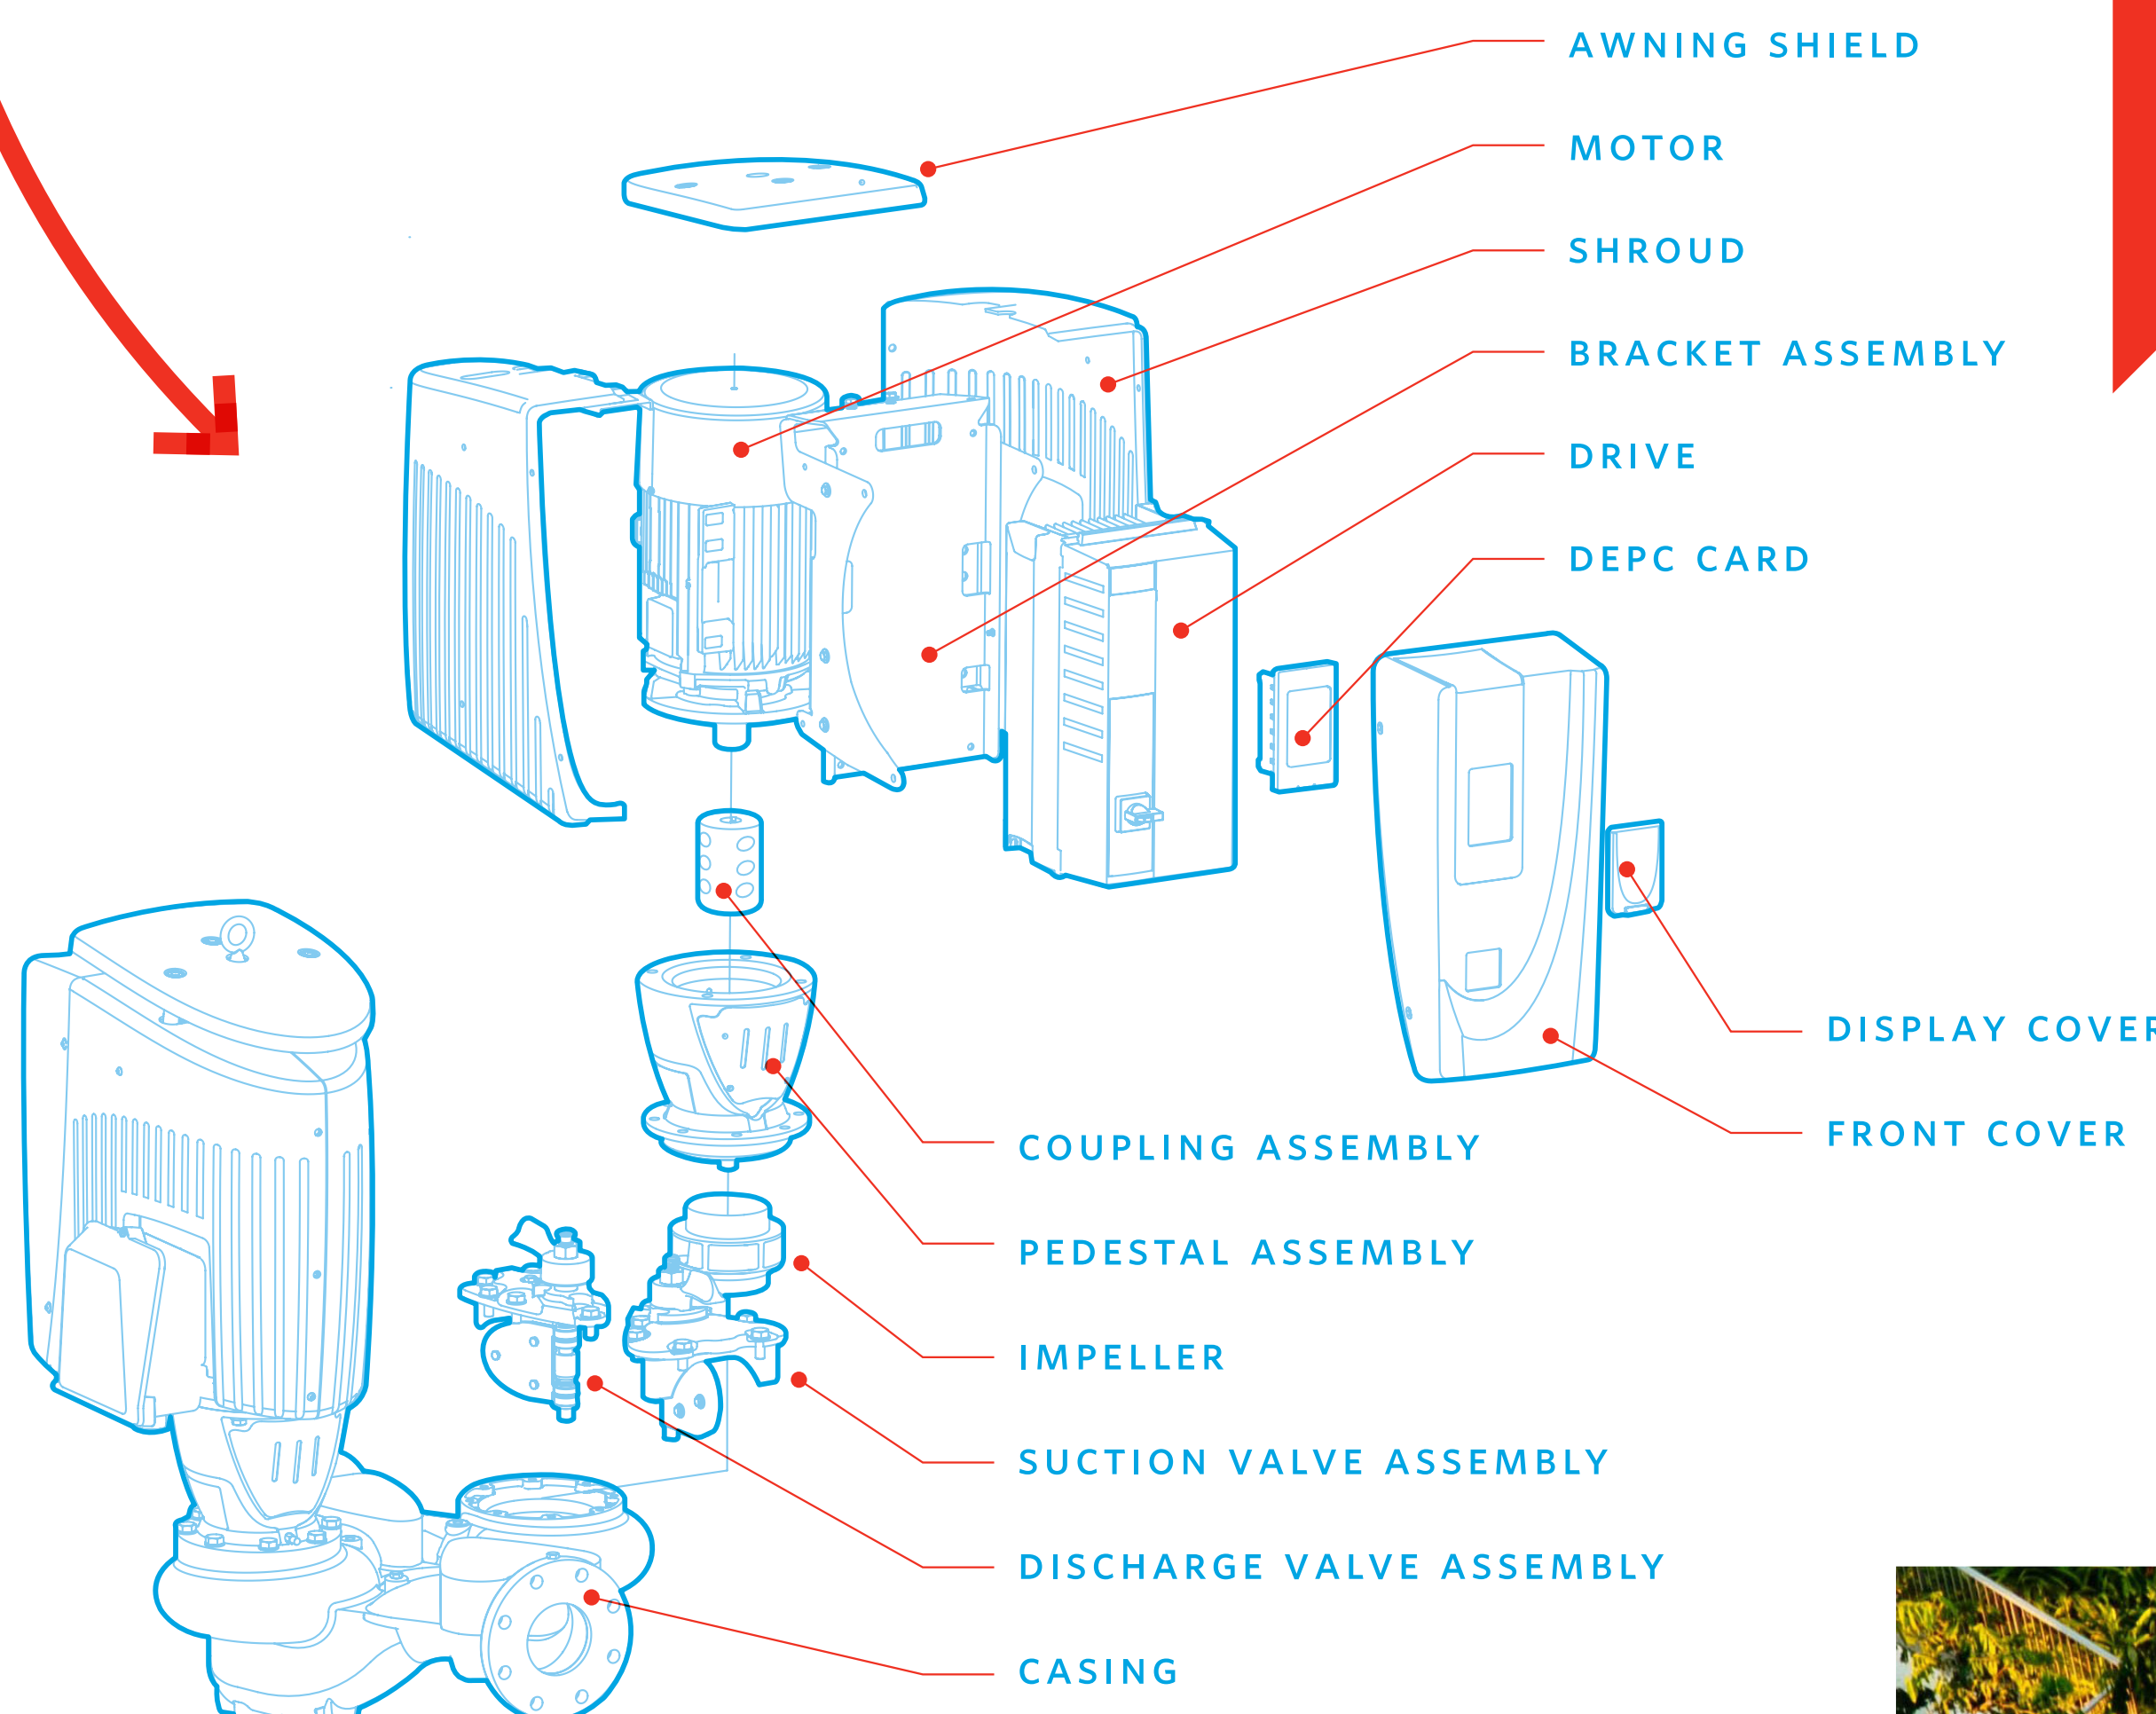 AWNING SHIELD
MOTOR
SHROUD
BRACKET ASSEMBLY
DRIVE
DEPC CARD
DISPLAY COVER
FRONT COVER
COUPLING ASSEMBLY
PEDESTAL ASSEMBLY
IMPELLER
SUCTION VALVE ASSEMBLY
DISCHARGE VALVE ASSEMBLY
CASING